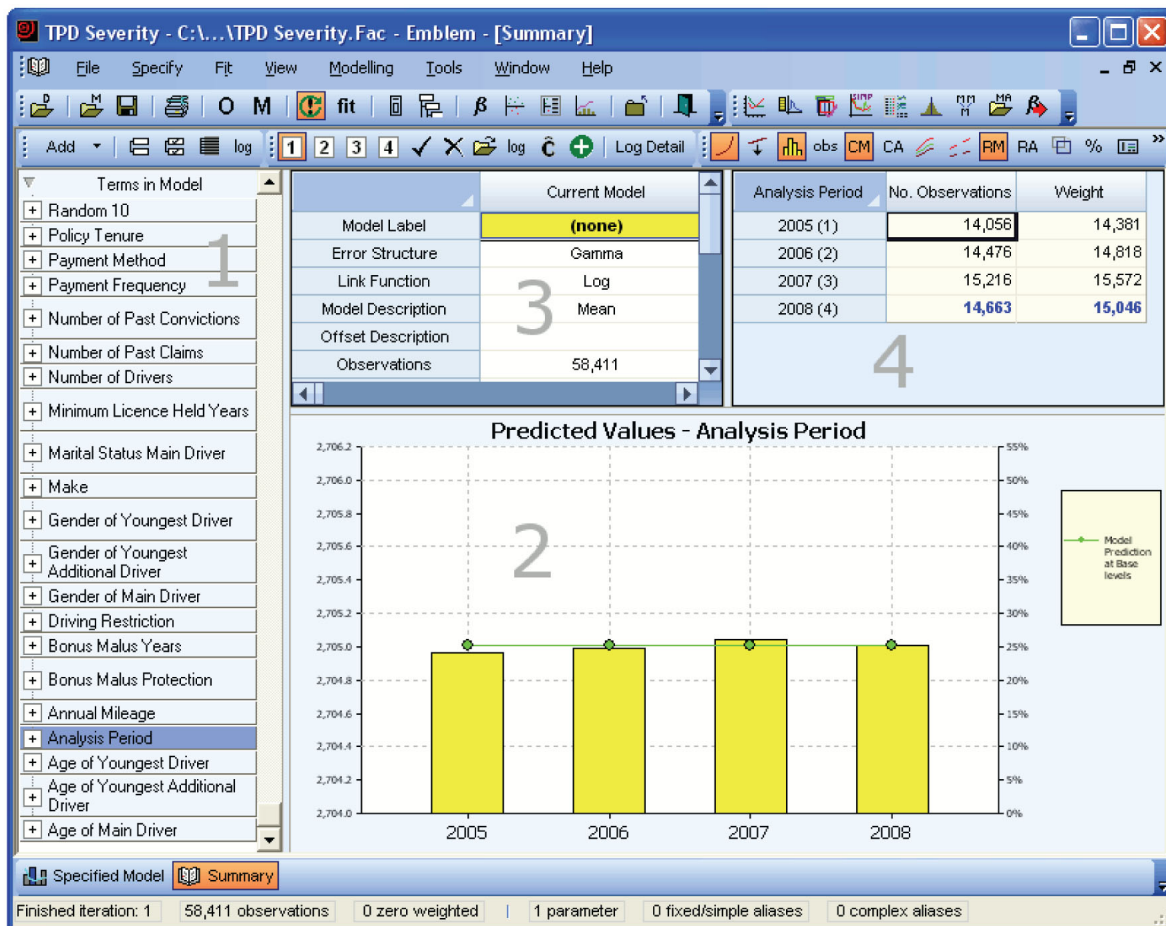 TPD Severity - C:\...\TPD Severity.Fac - Emblem - [Summary]
File Specify Fit View Modelling Tools Window Help
O M fit β
Add log 1 2 3 4 log Ĉ Log Detail obs CM CA RM RA %
Terms in Model
Random 10
Policy Tenure
Payment Method
Payment Frequency
Number of Past Convictions
Number of Past Claims
Number of Drivers
Minimum Licence Held Years
Marital Status Main Driver
Make
Gender of Youngest Driver
Gender of Youngest
Additional Driver
Gender of Main Driver
Driving Restriction
Bonus Malus Years
Bonus Malus Protection
Annual Mileage
Analysis Period
Age of Youngest Driver
Age of Youngest Additional
Driver
Age of Main Driver
1
Current Model
Model Label (none)
Error Structure Gamma
Link Function Log
Model Description Mean
Offset Description
Observations 58,411
3
Analysis Period No. Observations Weight
2005 (1) 14,056 14,381
2006 (2) 14,476 14,818
2007 (3) 15,216 15,572
2008 (4) 14,663 15,046
4
Predicted Values - Analysis Period
2,706.2 55%
2,706.0 50%
2,705.8 45%
2,705.6 40%
2,705.4 35%
2,705.2 30%
2,705.0 25%
2,704.8 20%
2,704.6 15%
2,704.4 10%
2,704.2 5%
2,704.0 0%
2
2005 2006 2007 2008
Model
Prediction
at Base
levels
Specified Model Summary
Finished iteration: 1 58,411 observations 0 zero weighted 1 parameter 0 fixed/simple aliases 0 complex aliases